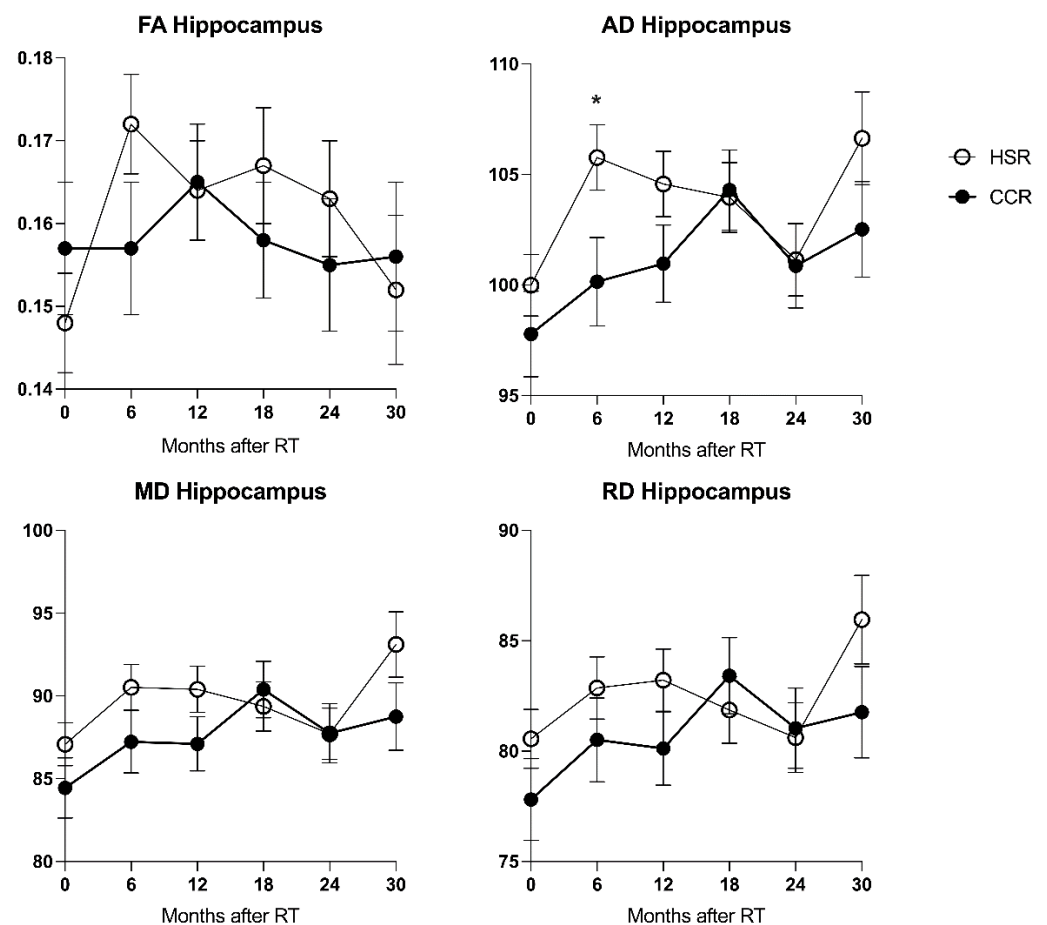 FA Hippocampus
0.18
0.17
0.16
0.15
0.14
0 6 12 18 24 30
Months after RT
AD Hippocampus
110
105
100
95
*
0 6 12 18 24 30
Months after RT
HSR
CCR
MD Hippocampus
100
95
90
85
80
0 6 12 18 24 30
Months after RT
RD Hippocampus
90
85
80
75
0 6 12 18 24 30
Months after RT